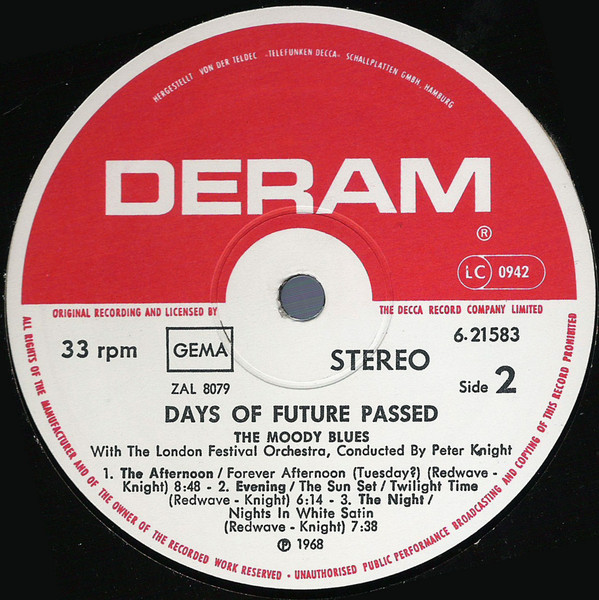 HERGESTELLT VON DER TELDEC »TELEFUNKEN DECCA« SCHALLPLATTEN GMBH. HAMBURG
DERAM
®
LC 0942
ORIGINAL RECORDING AND LICENSED BY THE DECCA RECORD COMPANY LIMITED
33 rpm
GEMA
STEREO
6.21583
ZAL 8079
Side 2
DAYS OF FUTURE PASSED
THE MOODY BLUES
With The London Festival Orchestra, Conducted By Peter Knight
1. The Afternoon / Forever Afternoon (Tuesday?) (Redwave -
Knight) 8:48 - 2. Evening / The Sun Set / Twilight Time
(Redwave - Knight) 6:14 - 3. The Night /
Nights In White Satin
(Redwave - Knight) 7:38
℗ 1968
ALL RIGHTS OF THE MANUFACTURER AND OF THE OWNER OF THE RECORDED WORK RESERVED - UNAUTHORISED PUBLIC PERFORMANCE BROADCASTING AND COPYING OF THIS RECORD PROHIBITED